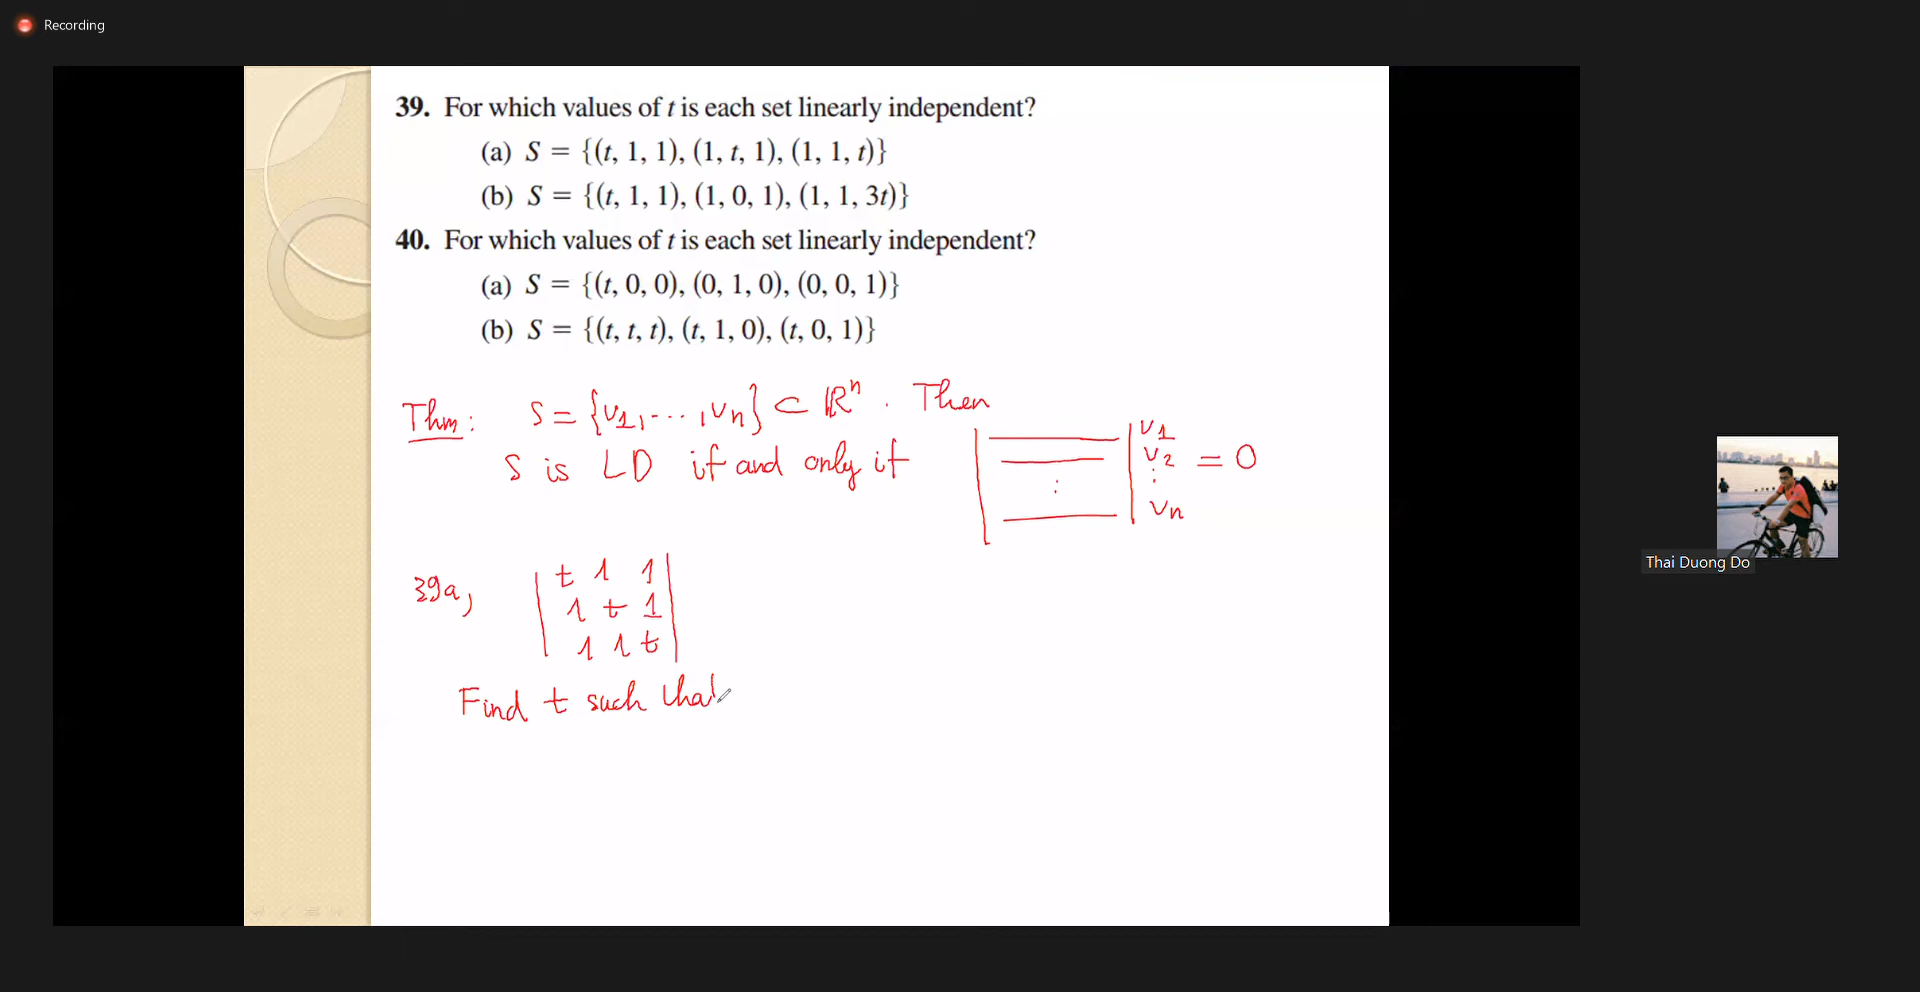 Recording
39. For which values of t is each set linearly independent?
(a) S = {(t, 1, 1), (1, t, 1), (1, 1, t)}
(b) S = {(t, 1, 1), (1, 0, 1), (1, 1, 3t)}
40. For which values of t is each set linearly independent?
(a) S = {(t, 0, 0), (0, 1, 0), (0, 0, 1)}
(b) S = {(t, t, t), (t, 1, 0), (t, 0, 1)}
Thm: S = {v1, ..., vn} ⊂ ℝⁿ. Then
S is LD if and only if
v1
v2 = 0
⋮
vn
39a,
t 1 1
1 t 1
1 1 t
Find t such that
Thai Duong Do